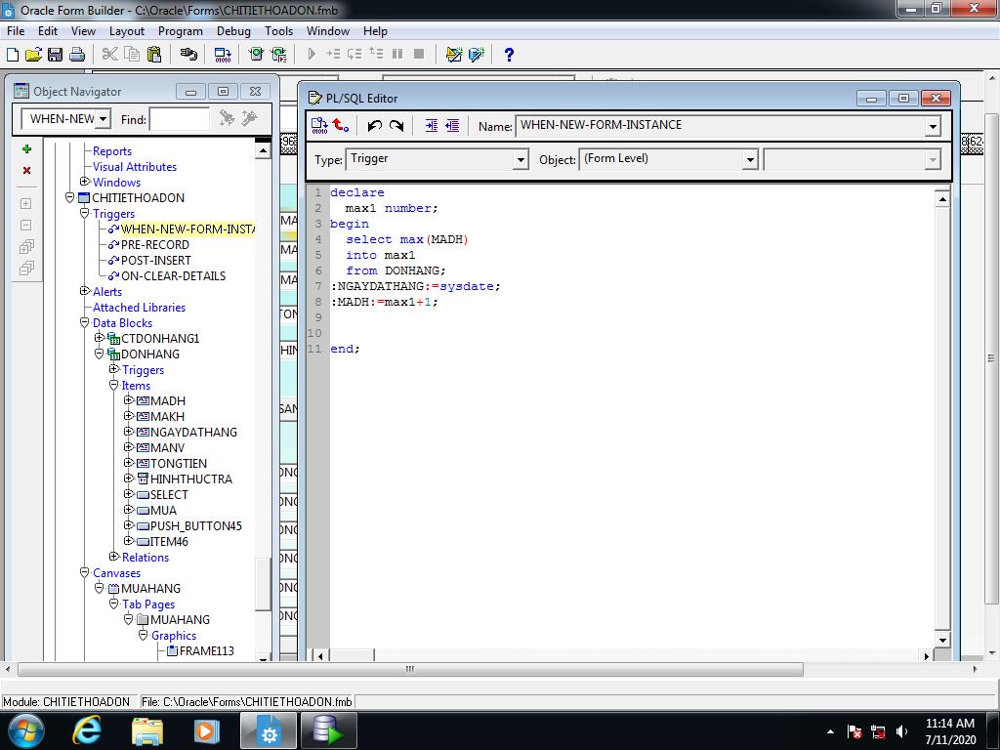 Oracle Form Builder - C:\Oracle\Forms\CHITIETHOADON.fmb
File Edit View Layout Program Debug Tools Window Help
Object Navigator
WHEN-NEW
Find:
Reports
Visual Attributes
Windows
CHITIETHOADON
Triggers
WHEN-NEW-FORM-INSTA
PRE-RECORD
POST-INSERT
ON-CLEAR-DETAILS
Alerts
Attached Libraries
Data Blocks
CTDONHANG1
DONHANG
Triggers
Items
MADH
MAKH
NGAYDATHANG
MANV
TONGTIEN
HINHTHUCTRA
SELECT
MUA
PUSH_BUTTON45
ITEM46
Relations
Canvases
MUAHANG
Tab Pages
MUAHANG
Graphics
FRAME113
PL/SQL Editor
Name: WHEN-NEW-FORM-INSTANCE
Type: Trigger Object: (Form Level)
1 declare
2 max1 number;
3 begin
4 select max(MADH)
5 into max1
6 from DONHANG;
7 :NGAYDATHANG:=sysdate;
8 :MADH:=max1+1;
9
10
11 end;
Module: CHITIETHOADON File: C:\Oracle\Forms\CHITIETHOADON.fmb
11:14 AM
7/11/2020